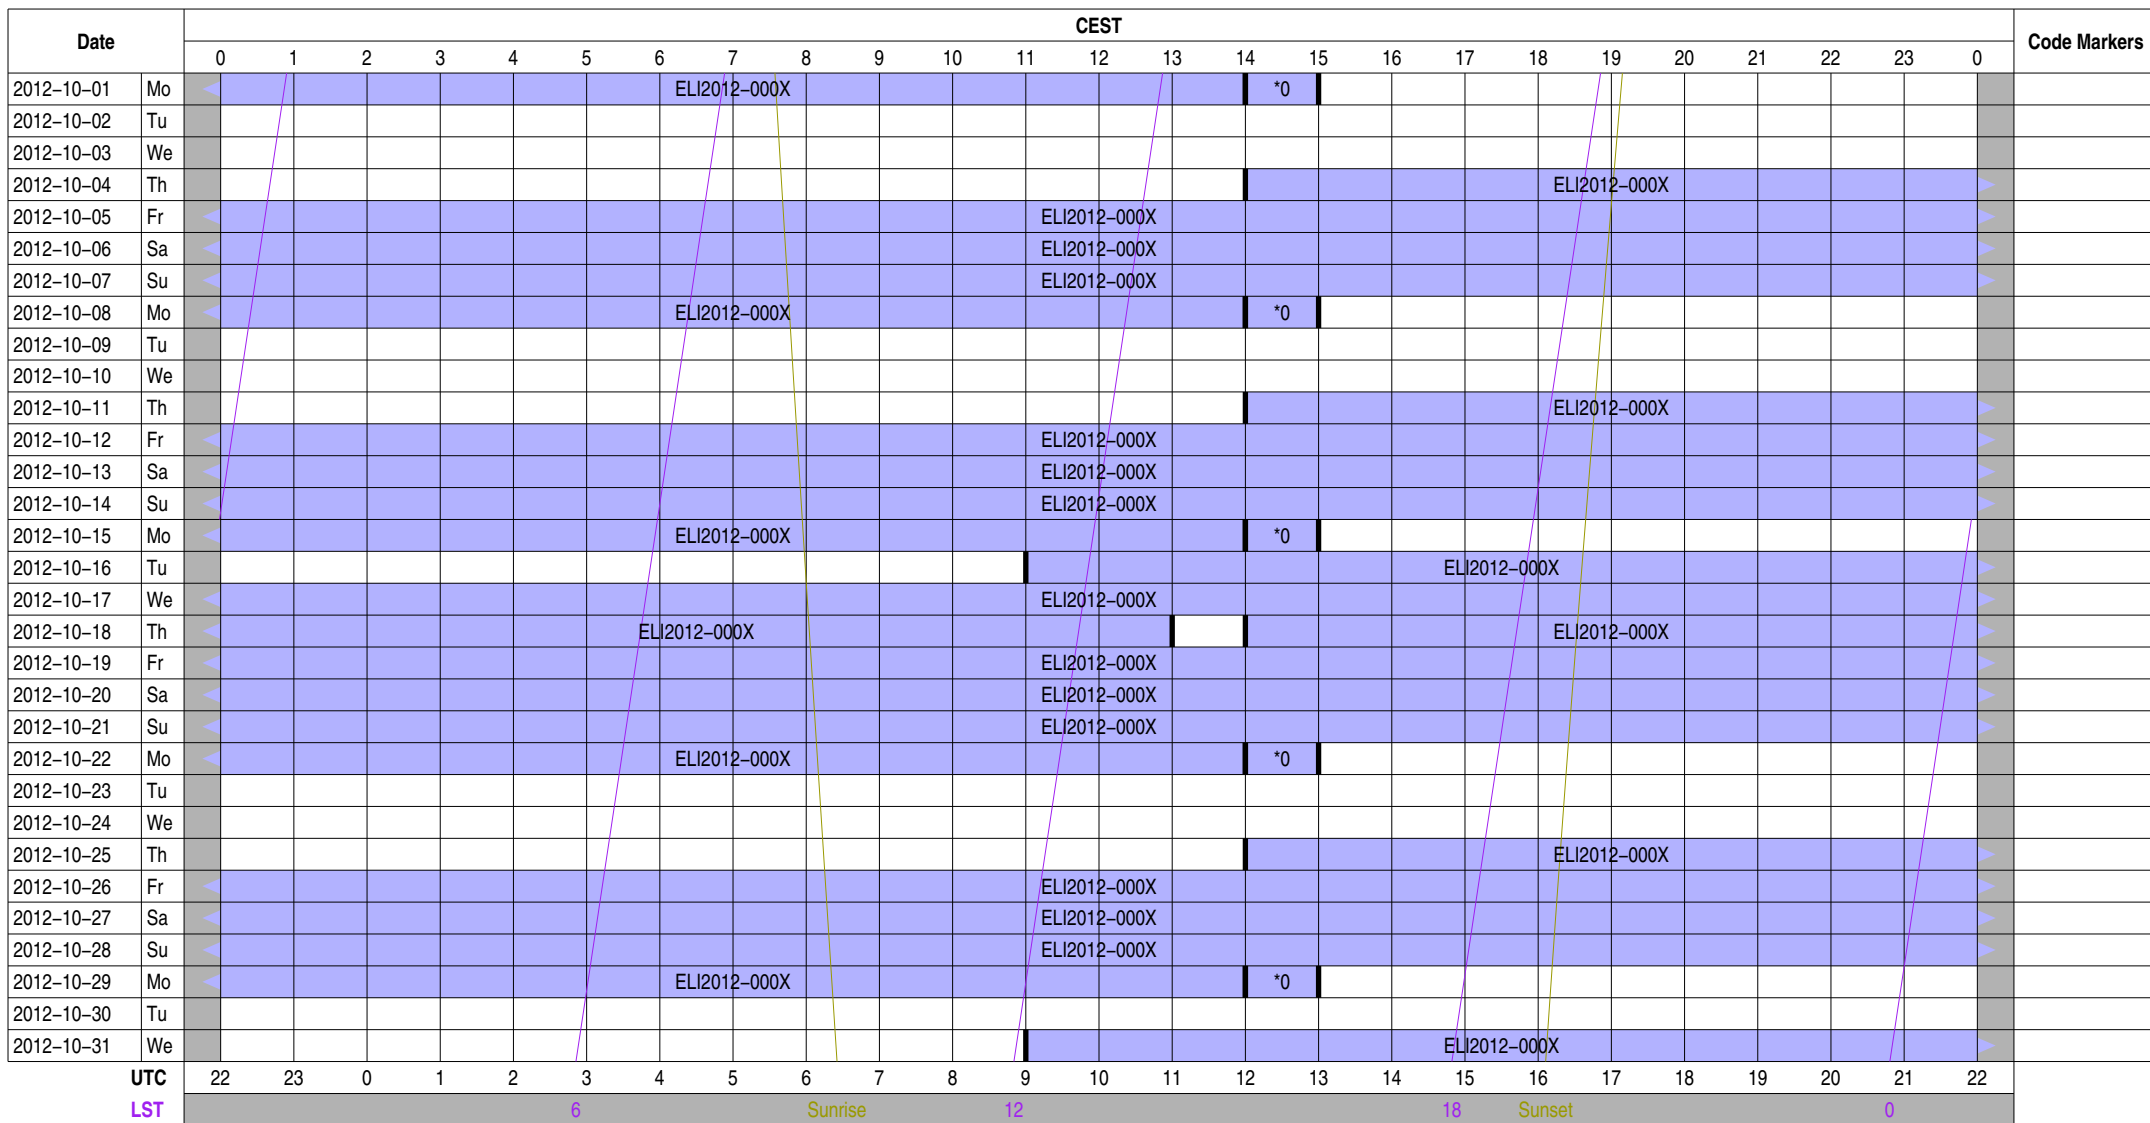 Date CEST Code Markers
0 1 2 3 4 5 6 7 8 9 10 11 12 13 14 15 16 17 18 19 20 21 22 23 0
2012-10-01 Mo ELI2012-000X *0
2012-10-02 Tu
2012-10-03 We
2012-10-04 Th ELI2012-000X
2012-10-05 Fr ELI2012-000X
2012-10-06 Sa ELI2012-000X
2012-10-07 Su ELI2012-000X
2012-10-08 Mo ELI2012-000X *0
2012-10-09 Tu
2012-10-10 We
2012-10-11 Th ELI2012-000X
2012-10-12 Fr ELI2012-000X
2012-10-13 Sa ELI2012-000X
2012-10-14 Su ELI2012-000X
2012-10-15 Mo ELI2012-000X *0
2012-10-16 Tu ELI2012-000X
2012-10-17 We ELI2012-000X
2012-10-18 Th ELI2012-000X ELI2012-000X
2012-10-19 Fr ELI2012-000X
2012-10-20 Sa ELI2012-000X
2012-10-21 Su ELI2012-000X
2012-10-22 Mo ELI2012-000X *0
2012-10-23 Tu
2012-10-24 We
2012-10-25 Th ELI2012-000X
2012-10-26 Fr ELI2012-000X
2012-10-27 Sa ELI2012-000X
2012-10-28 Su ELI2012-000X
2012-10-29 Mo ELI2012-000X *0
2012-10-30 Tu
2012-10-31 We ELI2012-000X
UTC 22 23 0 1 2 3 4 5 6 7 8 9 10 11 12 13 14 15 16 17 18 19 20 21 22
LST 6 Sunrise 12 18 Sunset 0